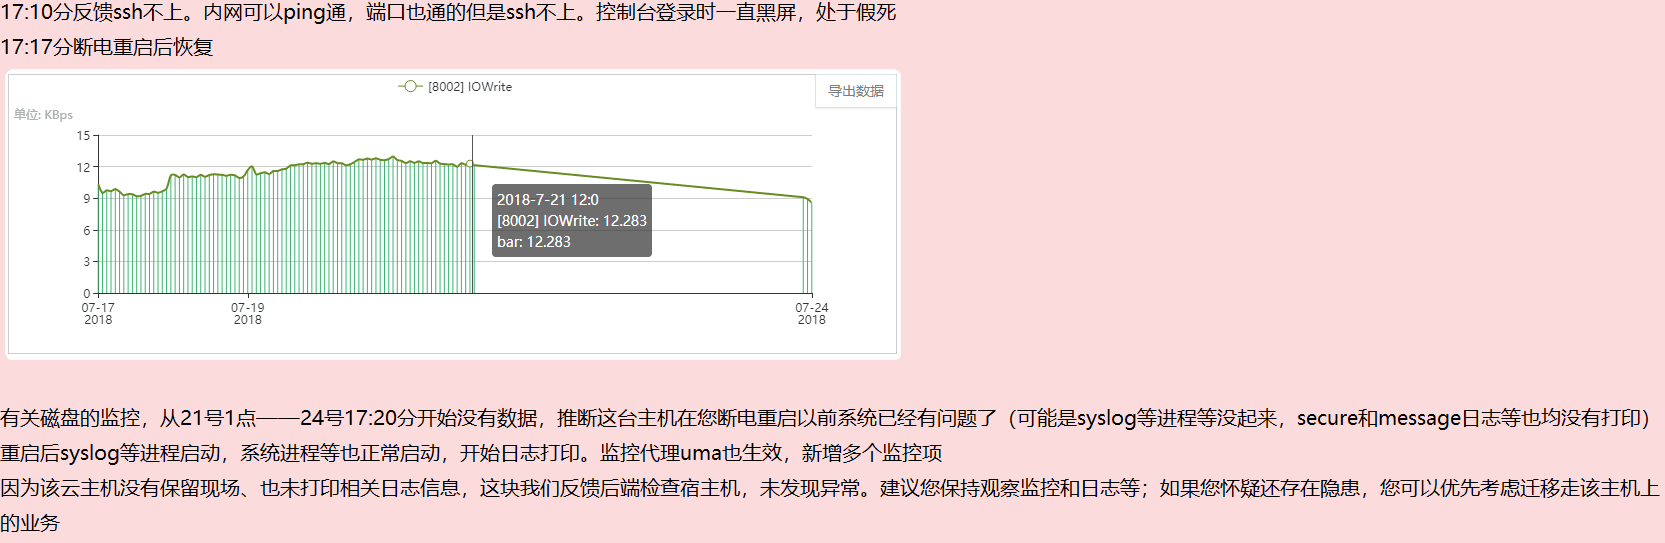 17:10分反馈ssh不上。内网可以ping通，端口也通的但是ssh不上。控制台登录时一直黑屏，处于假死
17:17分断电重启后恢复
[8002] IOWrite
导出数据
单位: KBps
15
12
9
6
3
0
2018-7-21 12:0
[8002] IOWrite: 12.283
bar: 12.283
07-17 07-19 07-24
2018 2018 2018
有关磁盘的监控，从21号1点——24号17:20分开始没有数据，推断这台主机在您断电重启以前系统已经有问题了（可能是syslog等进程等没起来，secure和message日志等也均没有打印）
重启后syslog等进程启动，系统进程等也正常启动，开始日志打印。监控代理uma也生效，新增多个监控项
因为该云主机没有保留现场、也未打印相关日志信息，这块我们反馈后端检查宿主机，未发现异常。建议您保持观察监控和日志等；如果您怀疑还存在隐患，您可以优先考虑迁移走该主机上
的业务